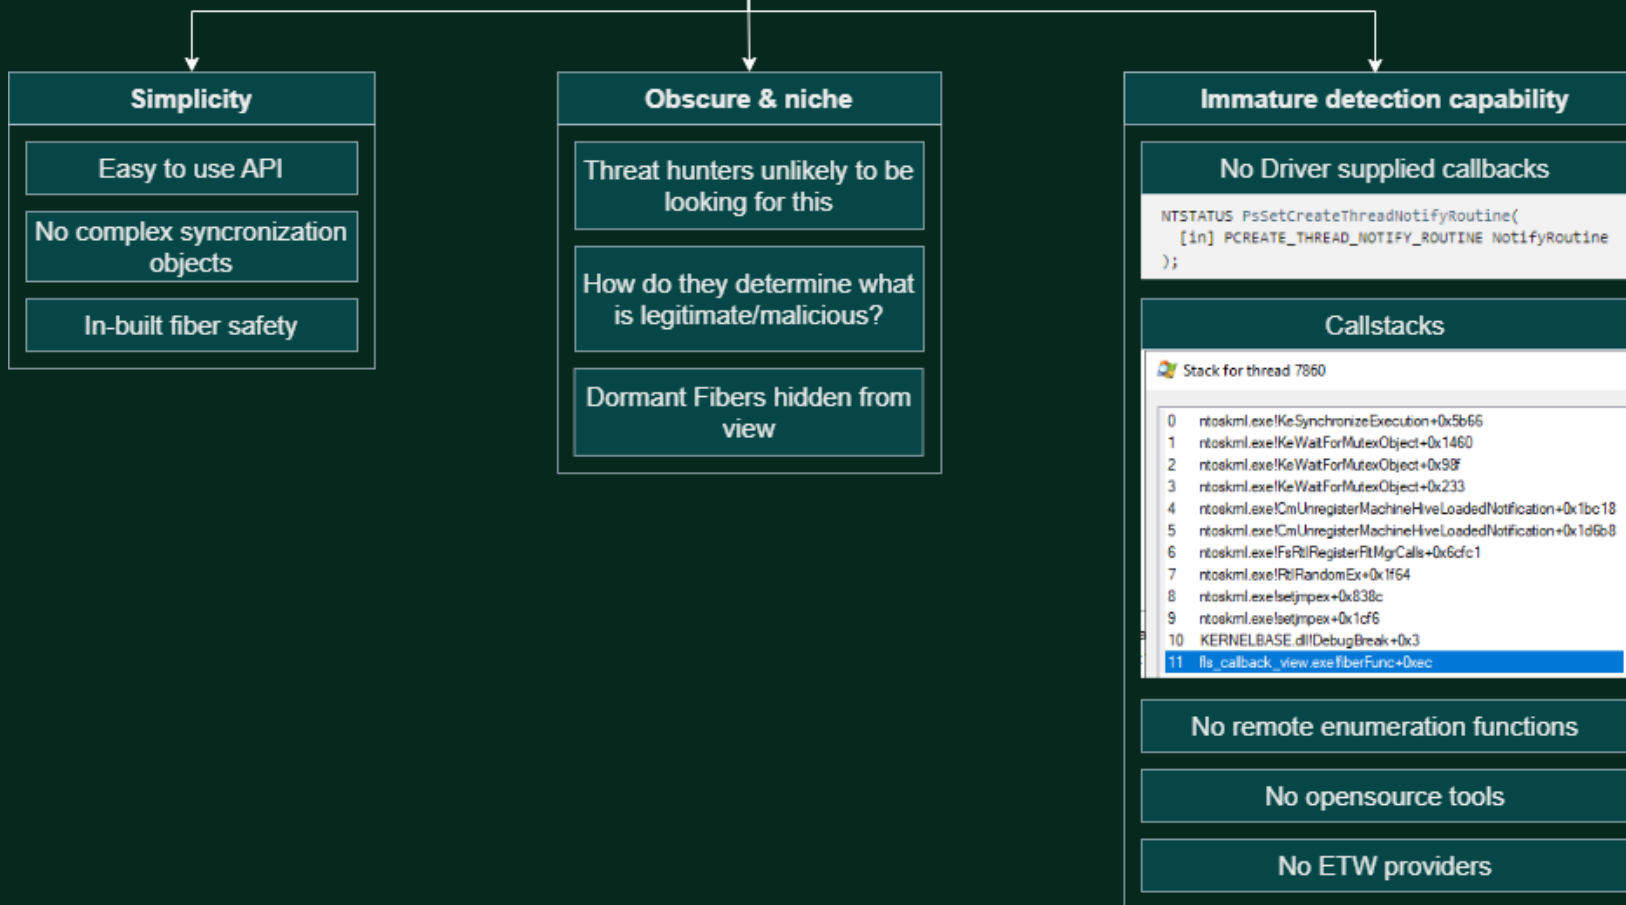 Simplicity
Easy to use API
No complex syncronization
objects
In-built fiber safety
Obscure & niche
Threat hunters unlikely to be
looking for this
How do they determine what
is legitimate/malicious?
Dormant Fibers hidden from
view
Immature detection capability
No Driver supplied callbacks
NTSTATUS PsSetCreateThreadNotifyRoutine(
[in] PCREATE_THREAD_NOTIFY_ROUTINE NotifyRoutine
);
Callstacks
Stack for thread 7860
0 ntoskrnl.exe!KeSynchronizeExecution+0x5b66
1 ntoskrnl.exe!KeWaitForMutexObject+0x1460
2 ntoskrnl.exe!KeWaitForMutexObject+0x98f
3 ntoskrnl.exe!KeWaitForMutexObject+0x233
4 ntoskrnl.exe!CmUnregisterMachineHiveLoadedNotification+0x1bc18
5 ntoskrnl.exe!CmUnregisterMachineHiveLoadedNotification+0x1d6b8
6 ntoskrnl.exe!FsRtlRegisterFltMgrCalls+0x6cfc1
7 ntoskrnl.exe!RtlRandomEx+0x1f64
8 ntoskrnl.exe!setjmpex+0x838c
9 ntoskrnl.exe!setjmpex+0x1cf6
10 KERNELBASE.dll!DebugBreak+0x3
11 fls_callback_view.exe!fiberFunc+0xec
No remote enumeration functions
No opensource tools
No ETW providers